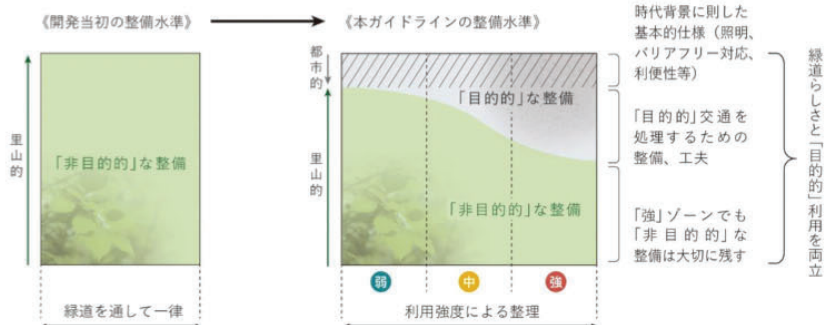 《開発当初の整備水準》
《本ガイドラインの整備水準》
里山的
「非目的的」な整備
緑道を通して一律
都市的
里山的
「目的的」な整備
「非目的的」な整備
弱
中
強
利用強度による整理
時代背景に則した
基本的仕様（照明、
バリアフリー対応、
利便性等）
「目的的」交通を
処理するための
整備、工夫
「強」ゾーンでも
「非目的的」な
整備は大切に残す
緑道らしさと「目的的」利用を両立